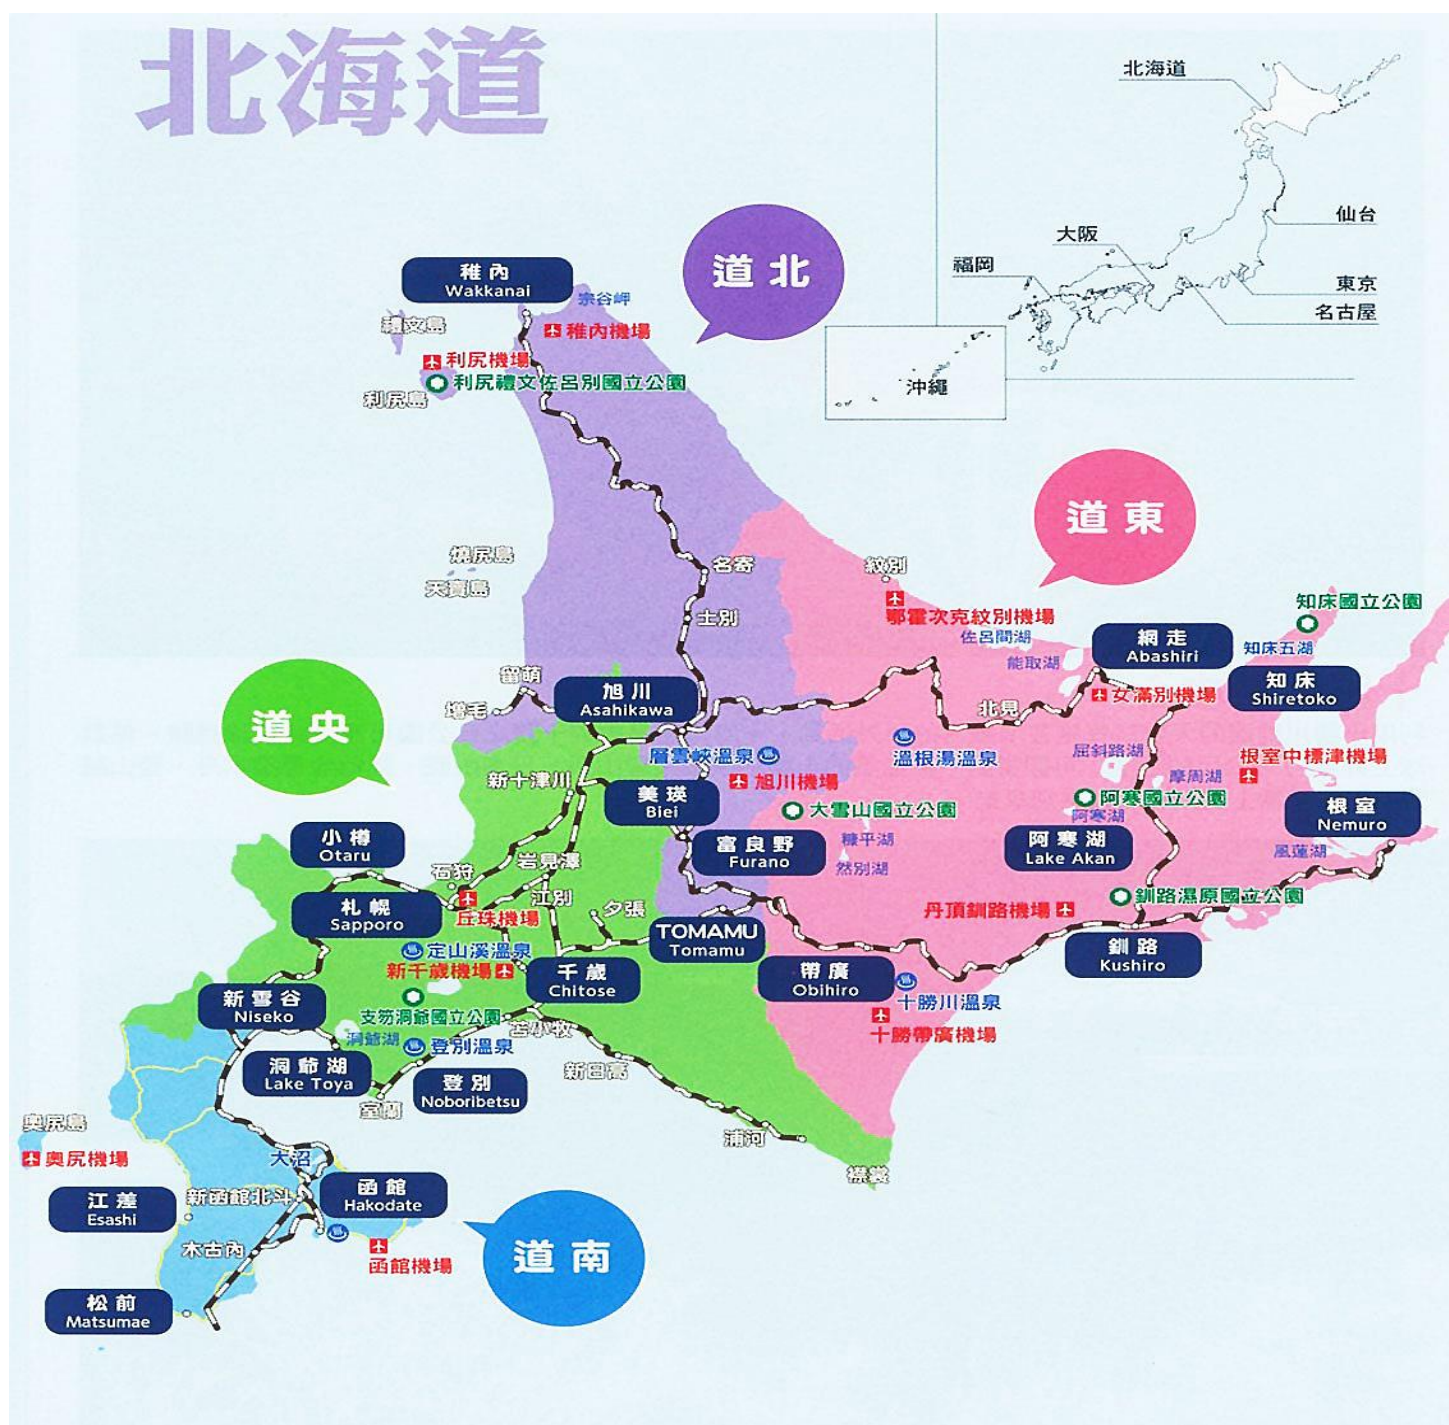 北海道
北海道
仙台
大阪
福岡
東京
名古屋
沖繩
道北
稚內
Wakkanai
宗谷岬
禮文島
稚內機場
利尻機場
利尻禮文佐呂別國立公園
利尻島
道東
燒尻島
天賣島
名寄
紋別
鄂霍次克紋別機場
士別
佐呂間湖
能取湖
網走
Abashiri
女滿別機場
知床國立公園
知床五湖
知床
Shiretoko
留萌
增毛
旭川
Asahikawa
北見
道央
層雲峽溫泉
旭川機場
溫根湯溫泉
屈斜路湖
摩周湖
根室中標津機場
新十津川
美瑛
Biei
大雪山國立公園
阿寒國立公園
阿寒湖
根室
Nemuro
小樽
Otaru
富良野
Furano
糠平湖
然別湖
阿寒湖
Lake Akan
風蓮湖
岩見澤
石狩
江別
札幌
Sapporo
丘珠機場
夕張
丹頂釧路機場
釧路濕原國立公園
TOMAMU
Tomamu
釧路
Kushiro
定山溪溫泉
新千歲機場
千歲
Chitose
帶廣
Obihiro
十勝川溫泉
十勝帶廣機場
新雪谷
Niseko
支笏洞爺國立公園
苫小牧
洞爺湖
登別溫泉
洞爺湖
Lake Toya
登別
Noboribetsu
新日高
室蘭
浦河
襟裳
奧尻島
奧尻機場
大沼
函館
Hakodate
新函館北斗
江差
Esashi
木古內
函館機場
道南
松前
Matsumae